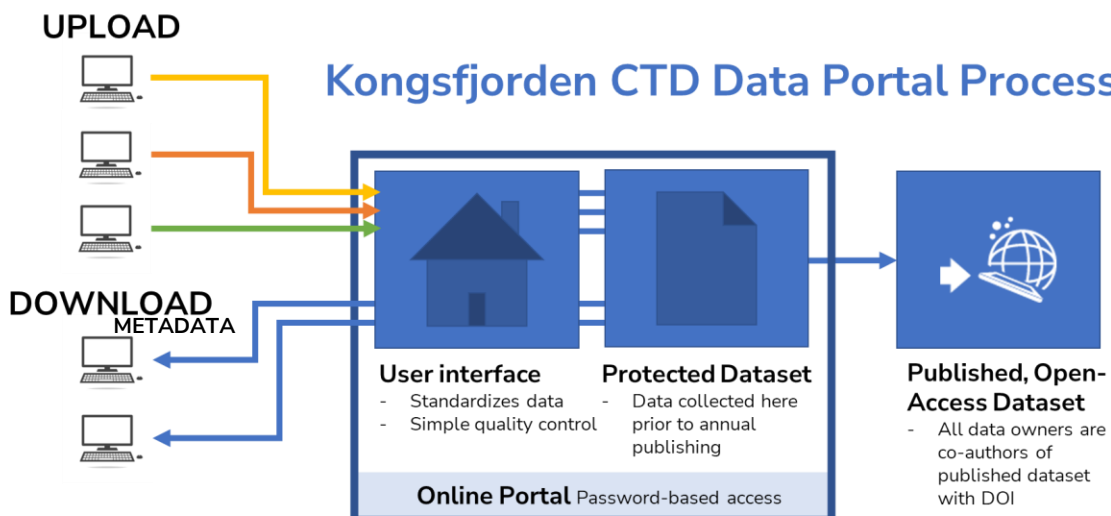 UPLOAD
Kongsfjorden CTD Data Portal Process
DOWNLOAD
METADATA
User interface
- Standardizes data
- Simple quality control
Protected Dataset
- Data collected here
prior to annual
publishing
Online Portal Password-based access
Published, Open-
Access Dataset
- All data owners are
co-authors of
published dataset
with DOI